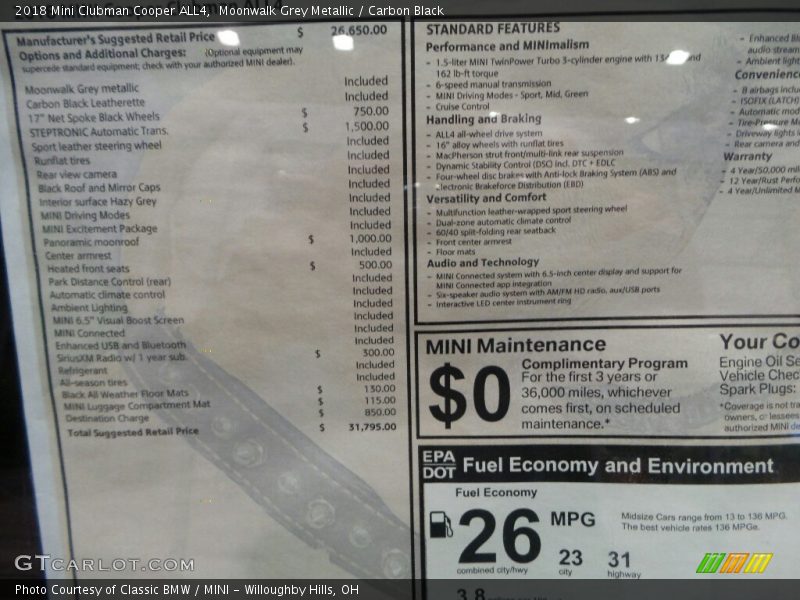 2018 Mini Clubman Cooper ALL4, Moonwalk Grey Metallic / Carbon Black
Manufacturer's Suggested Retail Price $ 26,650.00
Options and Additional Charges: (Optional equipment may
supercede standard equipment; check with your authorized MINI dealer).
Moonwalk Grey metallic Included
Carbon Black Leatherette Included
17" Net Spoke Black Wheels $ 750.00
STEPTRONIC Automatic Trans. $ 1,500.00
Sport leather steering wheel Included
Runflat tires Included
Rear view camera Included
Black Roof and Mirror Caps Included
Interior surface Hazy Grey Included
MINI Driving Modes Included
MINI Excitement Package Included
Panoramic moonroof $ 1,000.00
Center armrest Included
Heated front seats $ 500.00
Park Distance Control (rear) Included
Automatic climate control Included
Ambient Lighting Included
MINI 6.5" Visual Boost Screen Included
MINI Connected Included
Enhanced USB and Bluetooth Included
SiriusXM Radio w/ 1 year sub. $ 300.00
Refrigerant Included
All-season tires Included
Black All Weather Floor Mats $ 130.00
MINI Luggage Compartment Mat $ 115.00
Destination Charge $ 850.00
Total Suggested Retail Price $ 31,795.00
STANDARD FEATURES
Performance and MINImalism
- 1.5-liter MINI TwinPower Turbo 3-cylinder engine with 134 and
162 lb-ft torque
- 6-speed manual transmission
- MINI Driving Modes - Sport, Mid, Green
- Cruise Control
Handling and Braking
- ALL4 all-wheel drive system
- 16" alloy wheels with runflat tires
- MacPherson strut front/multi-link rear suspension
- Dynamic Stability Control (DSC) incl. DTC + EDLC
- Four-wheel disc brakes with Anti-lock Braking System (ABS) and
Electronic Brakeforce Distribution (EBD)
Versatility and Comfort
- Multifunction leather-wrapped sport steering wheel
- Dual-zone automatic climate control
- 60/40 split-folding rear seatback
- Front center armrest
- Floor mats
Audio and Technology
- MINI Connected system with 6.5-inch center display and support for
MINI Connected app integration
- Six-speaker audio system with AM/FM HD radio, aux/USB ports
- Interactive LED center instrument ring
- Enhanced Bl
audio stream
- Ambient light
Convenienc
- 8 airbags inclu
- ISOFIX (LATCH)
- Automatic mod
- Tire-Pressure M
- Driveway lights
- Rear camera and
Warranty
- 4 Year/50,000 mil
- 12 Year/Rust Perfo
- 4 Year/Unlimited M
MINI Maintenance
$0
Complimentary Program
For the first 3 years or
36,000 miles, whichever
comes first, on scheduled
maintenance.*
Your Co
Engine Oil Se
Vehicle Chec
Spark Plugs:
*Coverage is not tra
owners, or lessees
authorized MINI de
EPA
DOT Fuel Economy and Environment
Fuel Economy
26 MPG
combined city/hwy
23
city
31
highway
Midsize Cars range from 13 to 136 MPG.
The best vehicle rates 136 MPGe.
3.8
GTCARLOT.COM
Photo Courtesy of Classic BMW / MINI - Willoughby Hills, OH